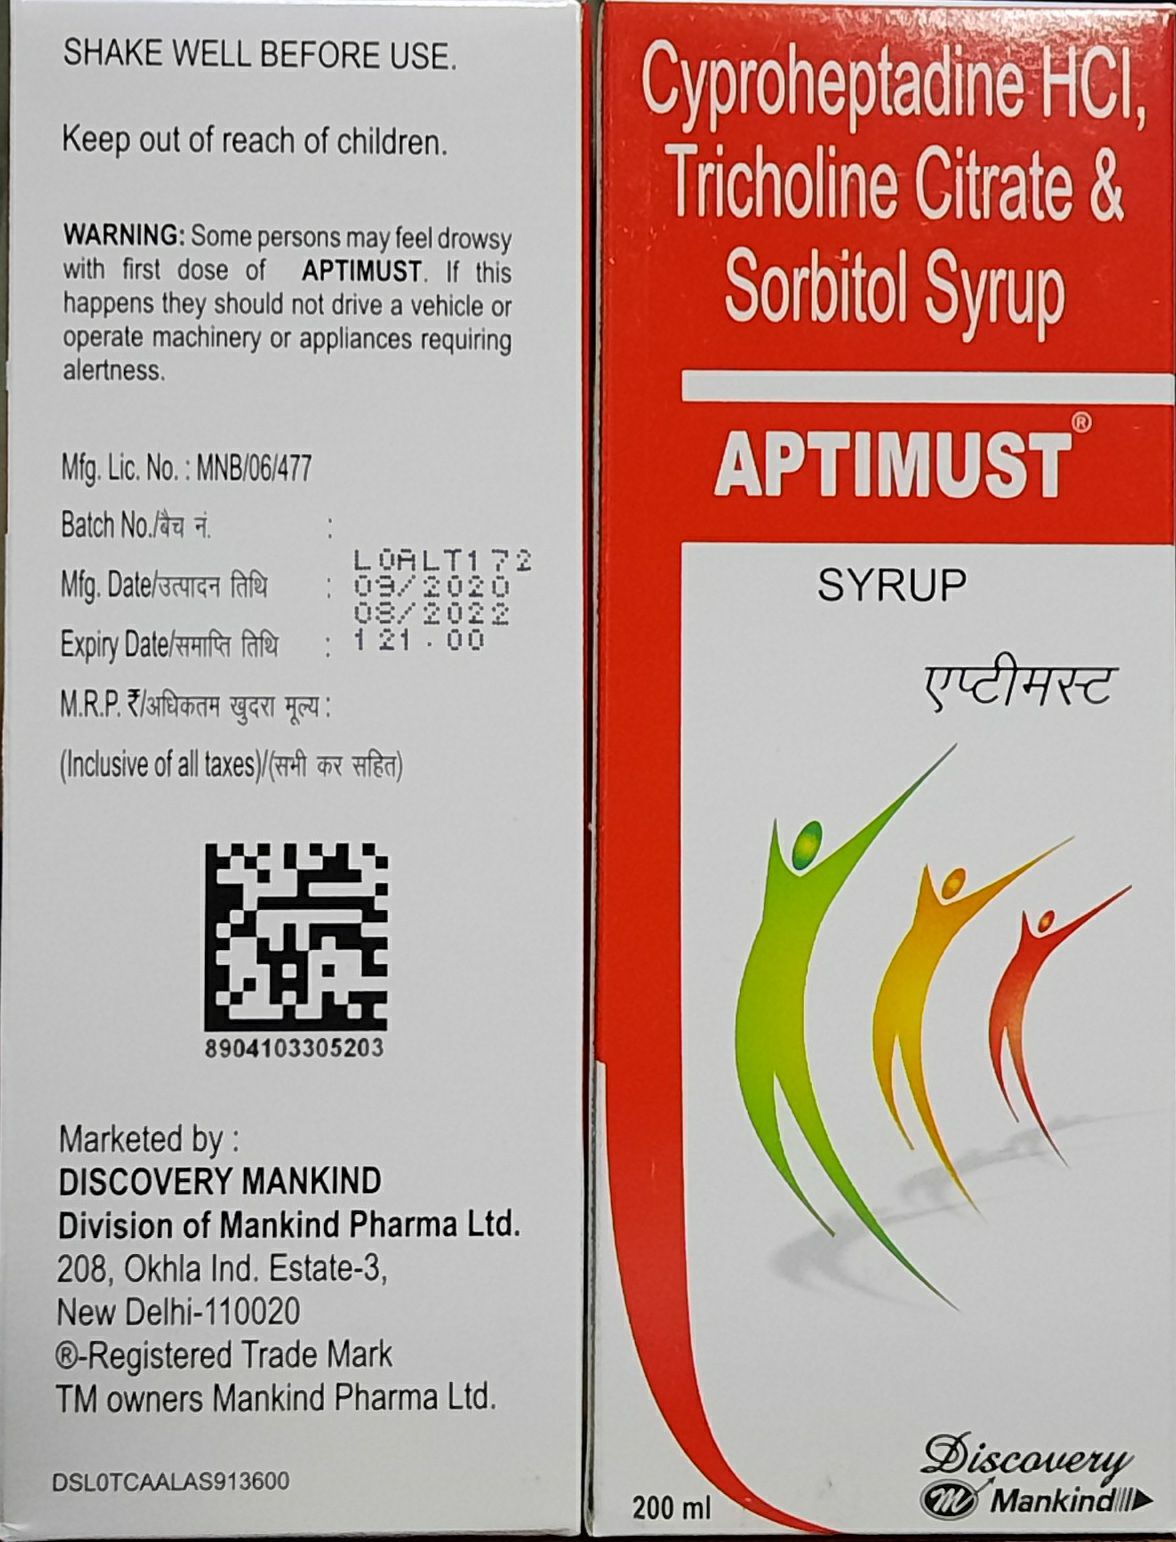 SHAKE WELL BEFORE USE.
Keep out of reach of children.
WARNING: Some persons may feel drowsy
with first dose of APTIMUST. If this
happens they should not drive a vehicle or
operate machinery or appliances requiring
alertness.
Mfg. Lic. No. : MNB/06/477
Batch No./बैच नं. :
LOALT172
Mfg. Date/उत्पादन तिथि :
09/2020
08/2022
Expiry Date/समाप्ति तिथि :
121.00
M.R.P. ₹/अधिकतम खुदरा मूल्य :
(Inclusive of all taxes)/(सभी कर सहित)
8904103305203
Marketed by :
DISCOVERY MANKIND
Division of Mankind Pharma Ltd.
208, Okhla Ind. Estate-3,
New Delhi-110020
®-Registered Trade Mark
TM owners Mankind Pharma Ltd.
DSL0TCAALAS913600
Cyproheptadine HCl,
Tricholine Citrate &
Sorbitol Syrup
APTIMUST®
SYRUP
एप्टीमस्ट
200 ml
Discovery
m Mankind